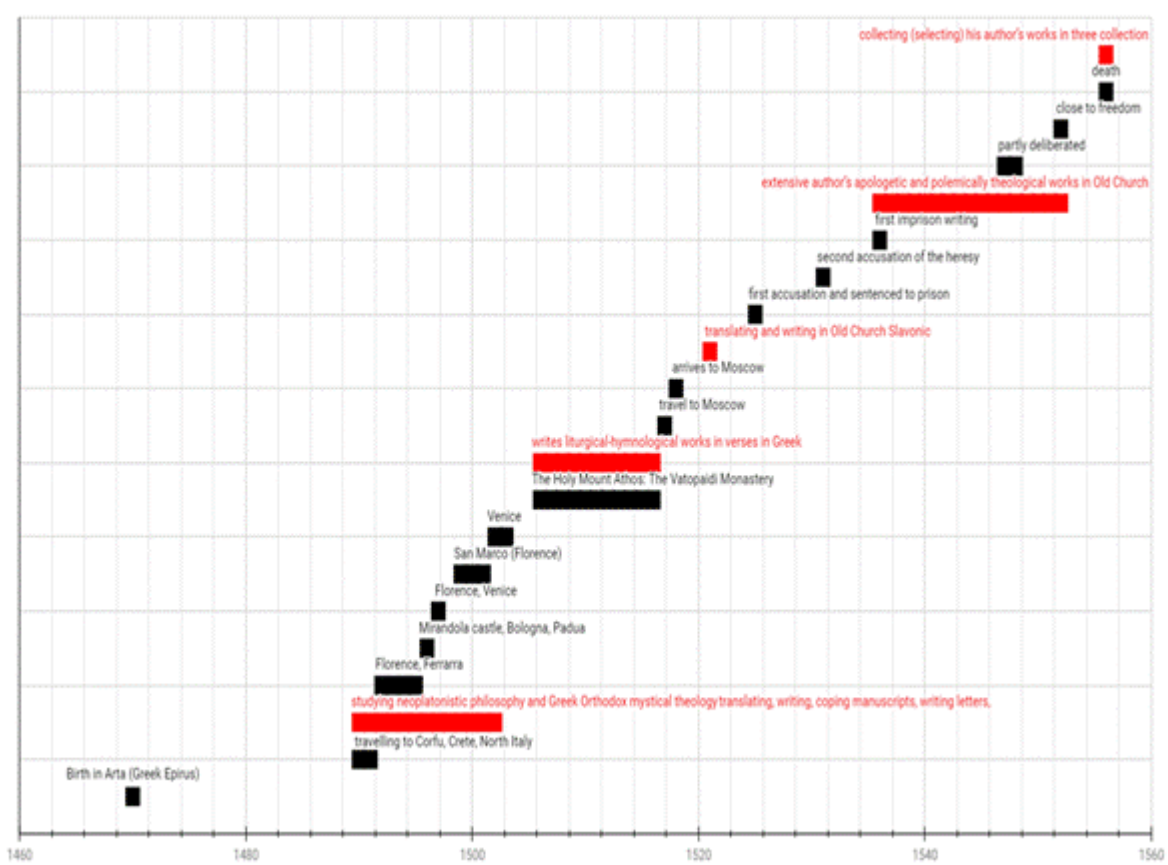 collecting (selecting) his author's works in three collection
death
close to freedom
partly deliberated
extensive author's apologetic and polemically theological works in Old Church
first imprison writing
second accusation of the heresy
first accusation and sentenced to prison
translating and writing in Old Church Slavonic
arrives to Moscow
travel to Moscow
writes liturgical-hymnological works in verses in Greek
The Holy Mount Athos: The Vatopaidi Monastery
Venice
San Marco (Florence)
Florence, Venice
Mirandola castle, Bologna, Padua
Florence, Ferrarra
studying neoplatonistic philosophy and Greek Orthodox mystical theology translating, writing, coping manuscripts, writing letters,
travelling to Corfu, Crete, North Italy
Birth in Arta (Greek Epirus)
1460 1480 1500 1520 1540 1560